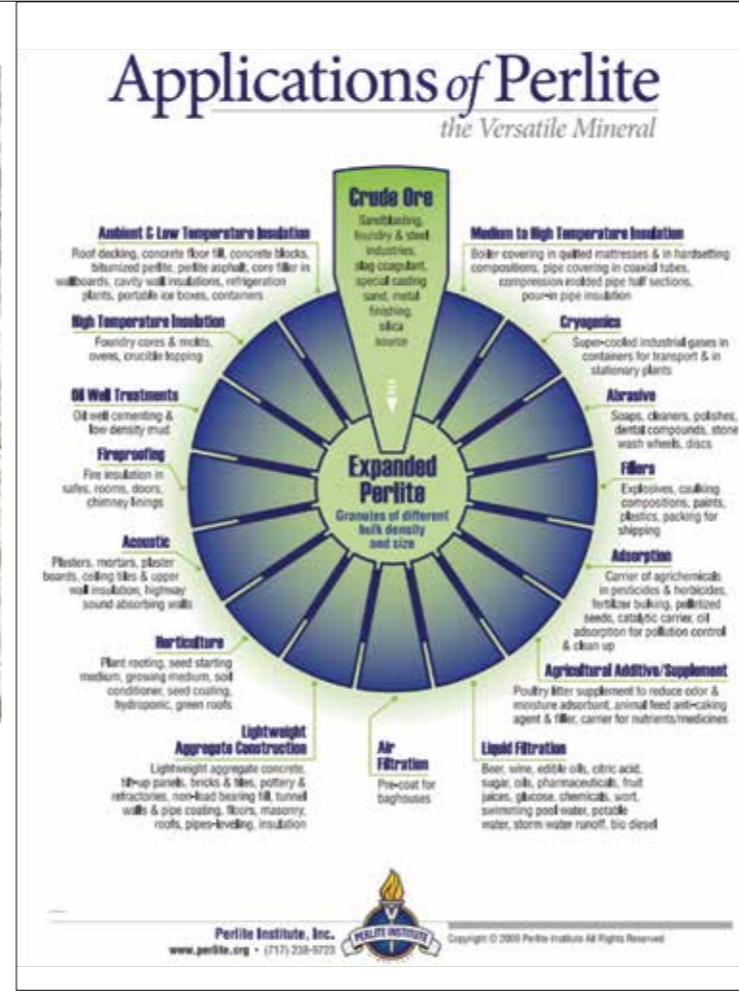 Applications of Perlite
the Versatile Mineral
Crude Ore
Sandblasting,
foundry & steel
industries,
slag coagulant,
special casting
sand, metal
finishing,
silica
source
Ambient & Low Temperature Insulation
Roof decking, concrete floor fill, concrete blocks,
bitumized perlite, perlite asphalt, core filler in
wallboards, cavity wall insulations, refrigeration
plants, portable ice boxes, containers
High Temperature Insulation
Foundry cores & molds,
ovens, crucible topping
Oil Well Treatments
Oil well cementing &
low density mud
Fireproofing
Fire insulation in
safes, rooms, doors,
chimney linings
Acoustic
Plasters, mortars, plaster
boards, ceiling tiles & upper
wall insulation, highway
sound absorbing walls
Horticulture
Plant rooting, seed starting
medium, growing medium, soil
conditioner, seed coating,
hydroponic, green roofs
Lightweight
Aggregate Construction
Lightweight aggregate concrete,
tilt-up panels, bricks & tiles, pottery &
refractories, non-load bearing fill, tunnel
walls & pipe coating, floors, masonry,
roofs, pipes-leveling, insulation
Expanded
Perlite
Granules of different
bulk density
and size
Air
Filtration
Pre-coat for
baghouses
Medium to High Temperature Insulation
Boiler covering in quilted mattresses & in hardsetting
compositions, pipe covering in coaxial tubes,
compression molded pipe half sections,
pour-in pipe insulation
Cryogenics
Super-cooled industrial gases in
containers for transport & in
stationary plants
Abrasive
Soaps, cleaners, polishes,
dental compounds, stone
wash wheels, discs
Fillers
Explosives, caulking
compositions, paints,
plastics, packing for
shipping
Adsorption
Carrier of agrichemicals
in pesticides & herbicides,
fertilizer bulking, pelletized
seeds, catalytic carrier, oil
adsorption for pollution control
& clean up
Agricultural Additive/Supplement
Poultry litter supplement to reduce odor &
moisture adsorbant, animal feed anti-caking
agent & filler, carrier for nutrients/medicines
Liquid Filtration
Beer, wine, edible oils, citric acid,
sugar, oils, pharmaceuticals, fruit
juices, glucose, chemicals, wort,
swimming pool water, potable
water, storm water runoff, bio diesel
Perlite Institute, Inc.
www.perlite.org • (717) 238-9723
PERLITE INSTITUTE
Copyright © 2009 Perlite Institute All Rights Reserved